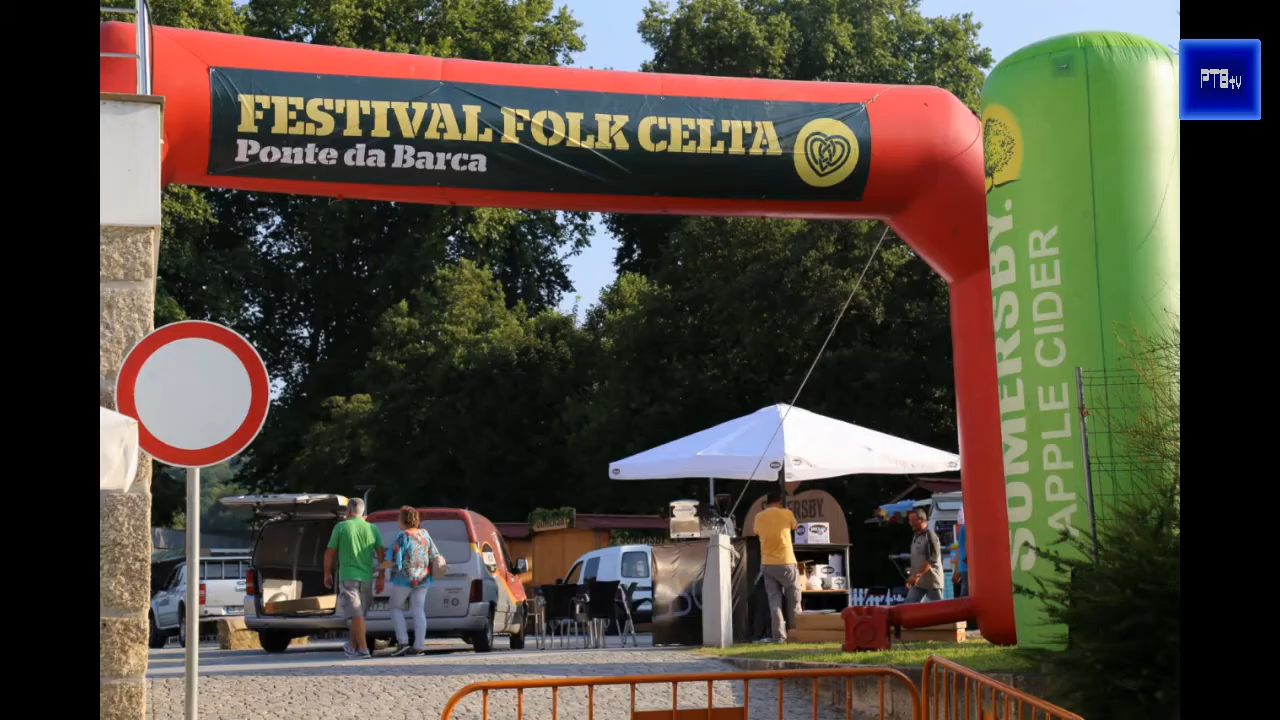 FESTIVAL FOLK CELTA
Ponte da Barca
PTB tv
SOMERSBY.
APPLE CIDER